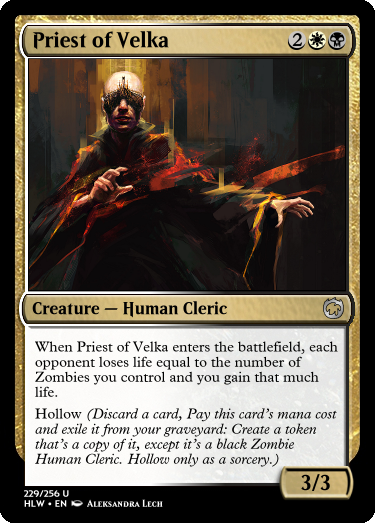 Priest of Velka 2
Creature — Human Cleric
When Priest of Velka enters the battlefield, each
opponent loses life equal to the number of
Zombies you control and you gain that much
life.
Hollow (Discard a card, Pay this card's mana cost
and exile it from your graveyard: Create a token
that's a copy of it, except it's a black Zombie
Human Cleric. Hollow only as a sorcery.)
3/3
229/256 U
HLW • EN Aleksandra Lech